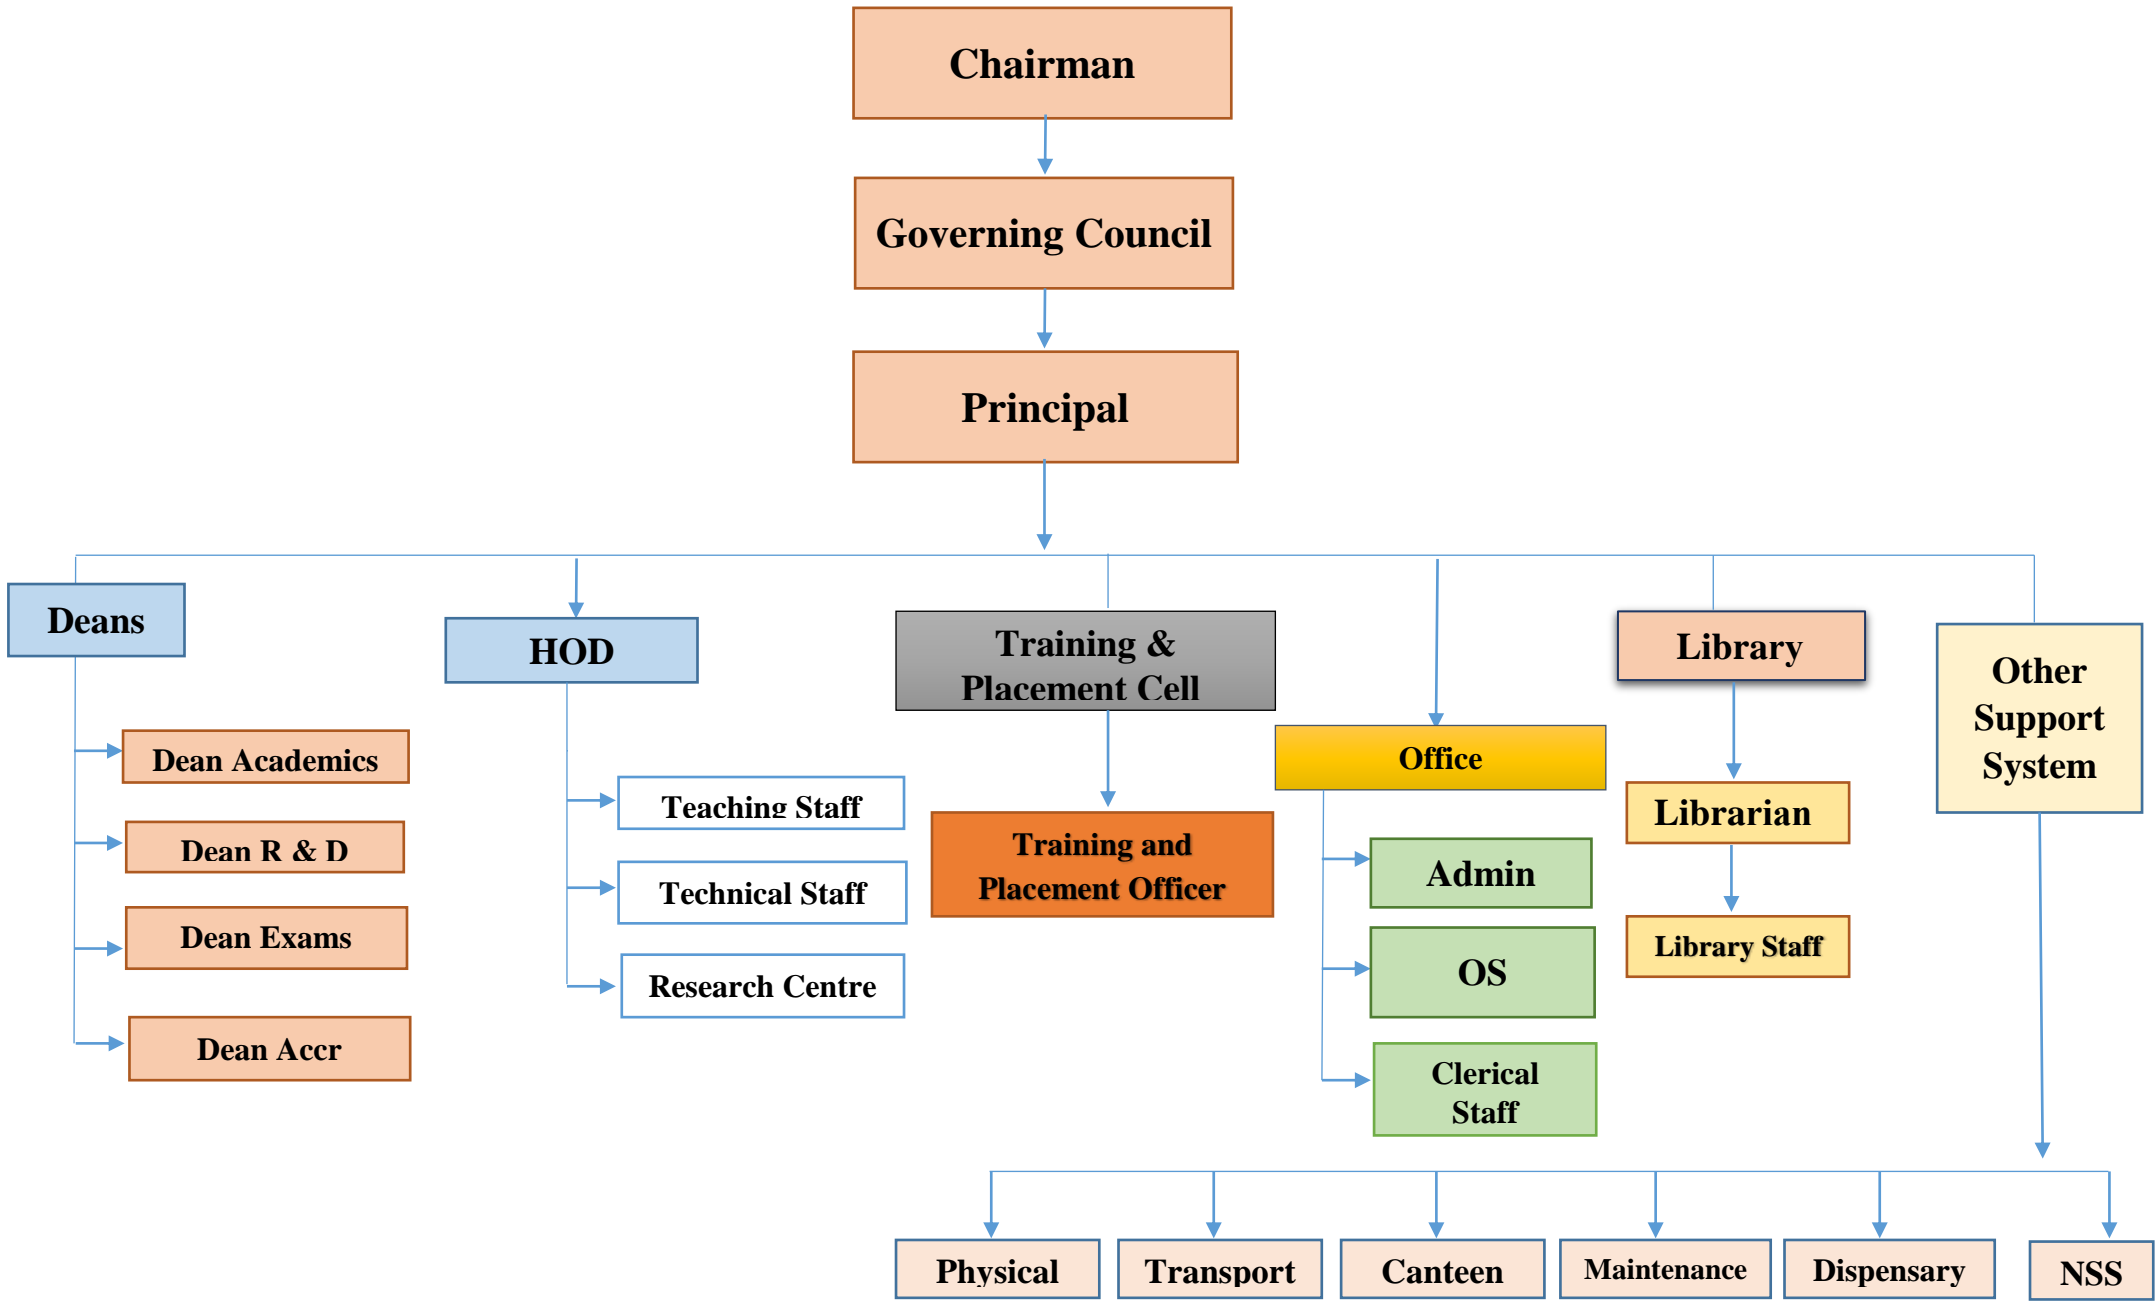 Chairman
Governing Council
Principal
Deans
HOD
Training &
Placement Cell
Library
Other
Support
System
Dean Academics
Dean R & D
Dean Exams
Dean Accr
Teaching Staff
Technical Staff
Research Centre
Training and
Placement Officer
Office
Admin
OS
Clerical
Staff
Librarian
Library Staff
Physical
Transport
Canteen
Maintenance
Dispensary
NSS